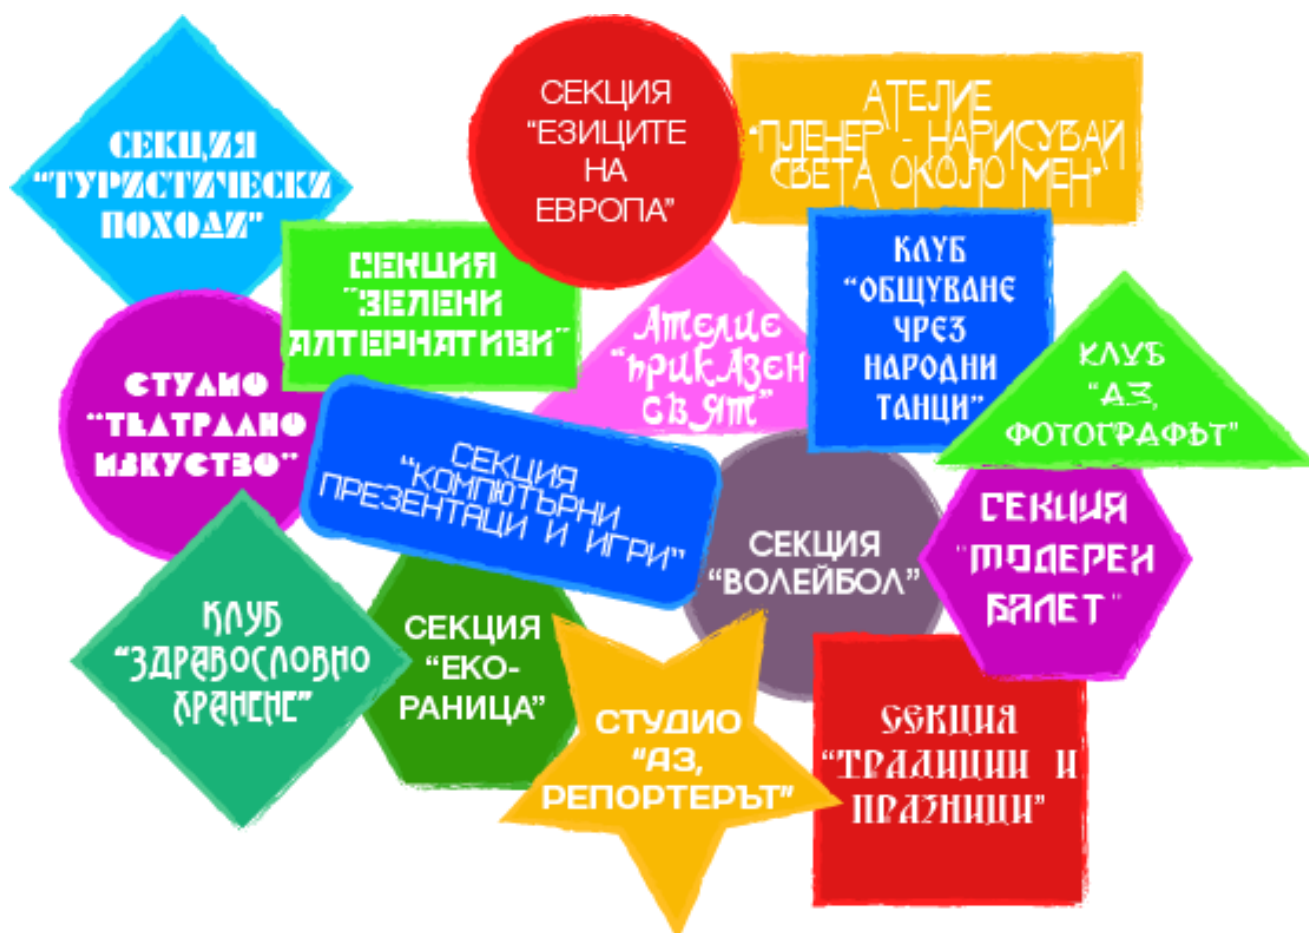 СЕКЦИЯ
"ТУРИСТИЧЕСКИ
ПОХОДИ"
СЕКЦИЯ
"ЕЗИЦИТЕ
НА
ЕВРОПА"
АТЕЛИЕ
"ПЛЕНЕР - НАРИСУВАЙ
СВЕТА ОКОЛО МЕН"
СЕКЦИЯ
"ЗЕЛЕНИ
АЛТЕРНАТИВИ"
АТЕЛИЕ
"ПРИКАЗЕН
СВЯТ"
КЛУБ
"ОБЩУВАНЕ
ЧРЕЗ
НАРОДНИ
ТАНЦИ"
КЛУБ
"АЗ,
ФОТОГРАФЪТ"
СТУДИО
"ТЕАТРАЛНО
ИЗКУСТВО"
СЕКЦИЯ
"КОМПЮТЪРНИ
ПРЕЗЕНТАЦИ И ИГРИ"
СЕКЦИЯ
"ВОЛЕЙБОЛ"
СЕКЦИЯ
"МОДЕРЕН
БАЛЕТ"
КЛУБ
"ЗДРАВОСЛОВНО
ХРАНЕНЕ"
СЕКЦИЯ
"ЕКО-
РАНИЦА"
СТУДИО
"АЗ,
РЕПОРТЕРЪТ"
СЕКЦИЯ
"ТРАДИЦИИ И
ПРАЗНИЦИ"